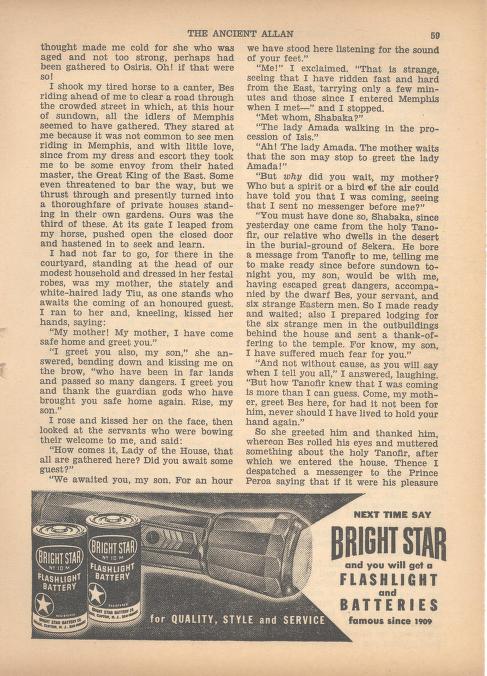 THE ANCIENT ALLAN
59
thought made me cold for she who was
aged and not too strong, perhaps had
been gathered to Osiris. Oh! if that were
so!
I shook my tired horse to a canter, Bes
riding ahead of me to clear a road through
the crowded street in which, at this hour
of sundown, all the idlers of Memphis
seemed to have gathered. They stared at
me because it was not common to see men
riding in Memphis, and with little love,
since from my dress and escort they took
me to be some envoy from their hated
master, the Great King of the East. Some
even threatened to bar the way, but we
thrust through and presently turned into
a thoroughfare of private houses stand-
ing in their own gardens. Ours was the
third of these. At its gate I leaped from
my horse, pushed open the closed door
and hastened in to seek and learn.
I had not far to go, for there in the
courtyard, standing at the head of our
modest household and dressed in her festal
robes, was my mother, the stately and
white-haired lady Tiu, as one stands who
awaits the coming of an honoured guest.
I ran to her and, kneeling, kissed her
hands, saying:
"My mother! My mother, I have come
safe home and greet you."
"I greet you also, my son," she an-
swered, bending down and kissing me on
the brow, "who have been in far lands
and passed so many dangers. I greet you
and thank the guardian gods who have
brought you safe home again. Rise, my
son."
I rose and kissed her on the face, then
looked at the servants who were bowing
their welcome to me, and said:
"How comes it, Lady of the House, that
all are gathered here? Did you await some
guest?"
"We awaited you, my son. For an hour
we have stood here listening for the sound
of your feet."
"Me!" I exclaimed. "That is strange,
seeing that I have ridden fast and hard
from the East, tarrying only a few min-
utes and those since I entered Memphis
when I met—" and I stopped.
"Met whom, Shabaka?"
"The lady Amada walking in the pro-
cession of Isis."
"Ah! The lady Amada. The mother waits
that the son may stop to greet the lady
Amada!"
"But why did you wait, my mother?
Who but a spirit or a bird of the air could
have told you that I was coming, seeing
that I sent no messenger before me?"
"You must have done so, Shabaka, since
yesterday one came from the holy Tano-
fir, our relative who dwells in the desert
in the burial-ground of Sekera. He bore
a message from Tanofir to me, telling me
to make ready since before sundown to-
night you, my son, would be with me,
having escaped great dangers, accompa-
nied by the dwarf Bes, your servant, and
six strange Eastern men. So I made ready
and waited; also I prepared lodging for
the six strange men in the outbuildings
behind the house and sent a thank-of-
fering to the temple. For know, my son,
I have suffered much fear for you."
"And not without cause, as you will say
when I tell you all," I answered, laughing.
"But how Tanofir knew that I was coming
is more than I can guess. Come, my moth-
er, greet Bes here, for had it not been for
him, never should I have lived to hold your
hand again."
So she greeted him and thanked him,
whereon Bes rolled his eyes and muttered
something about the holy Tanofir, after
which we entered the house. Thence I
despatched a messenger to the Prince
Peroa saying that if it were his pleasure
BRIGHT STAR
No 10 M
FLASHLIGHT
BATTERY
BRIGHT STAR BATTERY CO
BRIGHT STAR
No 10 M
FLASHLIGHT
BATTERY
BRIGHT STAR BATTERY CO
for QUALITY, STYLE and SERVICE
NEXT TIME SAY
BRIGHT STAR
and you will get a
FLASHLIGHT
and
BATTERIES
famous since 1909